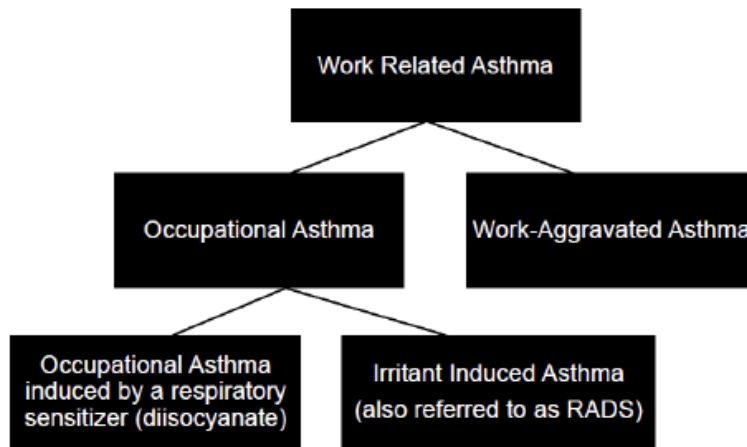 Work Related Asthma
Occupational Asthma
Work-Aggravated Asthma
Occupational Asthma
induced by a respiratory
sensitizer (diisocyanate)
Irritant Induced Asthma
(also referred to as RADS)